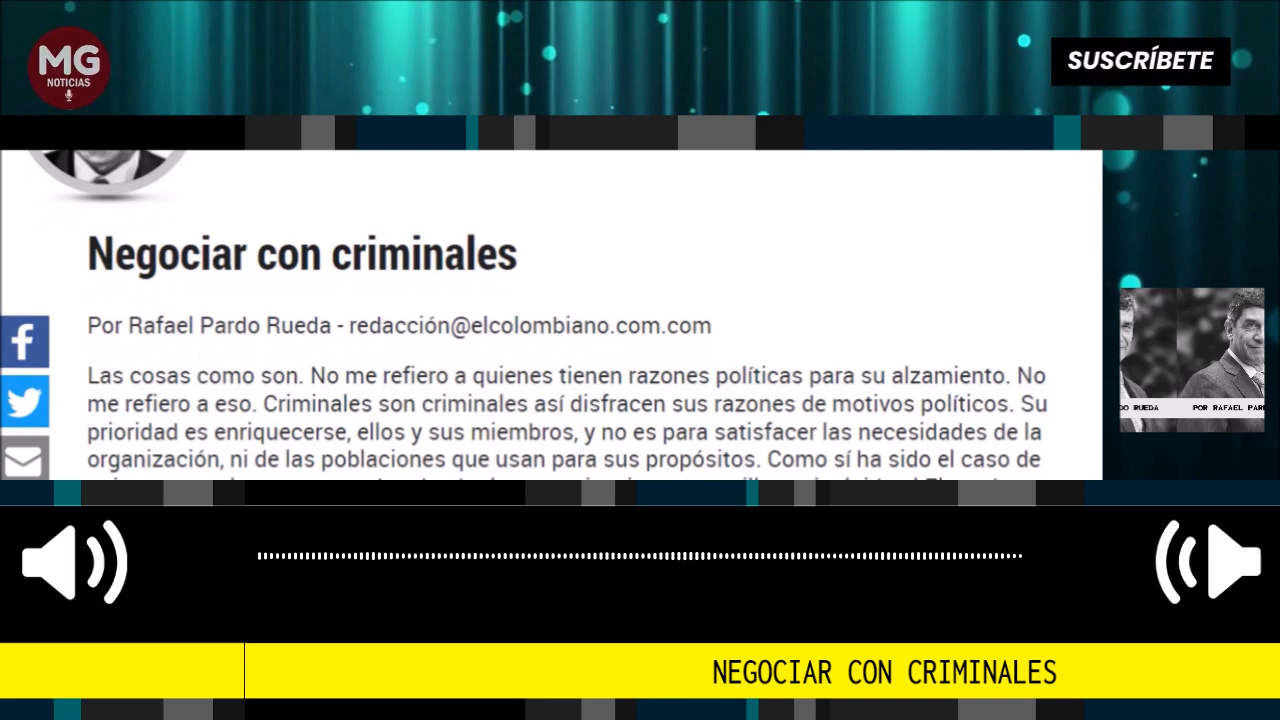 MG
NOTICIAS
SUSCRÍBETE
Negociar con criminales
Por Rafael Pardo Rueda - redacción@elcolombiano.com.com
Las cosas como son. No me refiero a quienes tienen razones políticas para su alzamiento. No
me refiero a eso. Criminales son criminales así disfracen sus razones de motivos políticos. Su
prioridad es enriquecerse, ellos y sus miembros, y no es para satisfacer las necesidades de la
organización, ni de las poblaciones que usan para sus propósitos. Como sí ha sido el caso de
DO RUEDA
POR RAFAEL PAR
NEGOCIAR CON CRIMINALES